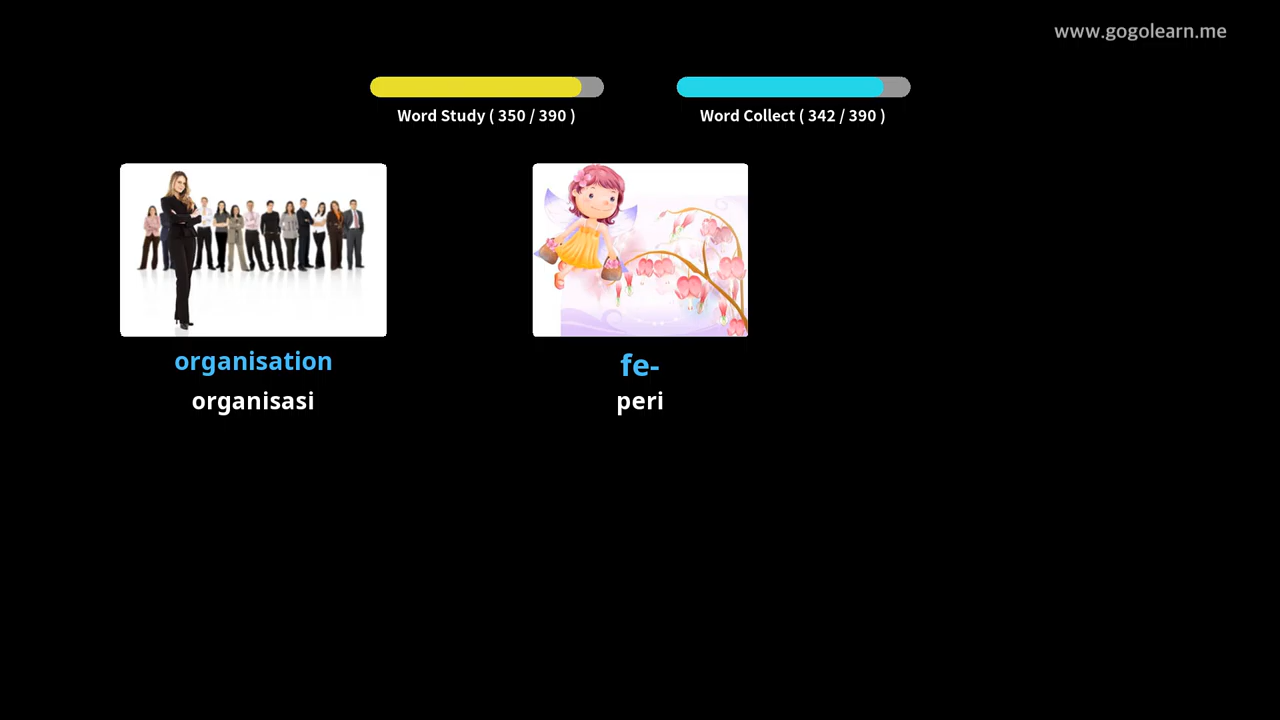 www.gogolearn.me
Word Study ( 350 / 390 )
Word Collect ( 342 / 390 )
organisation
organisasi
fe-
peri